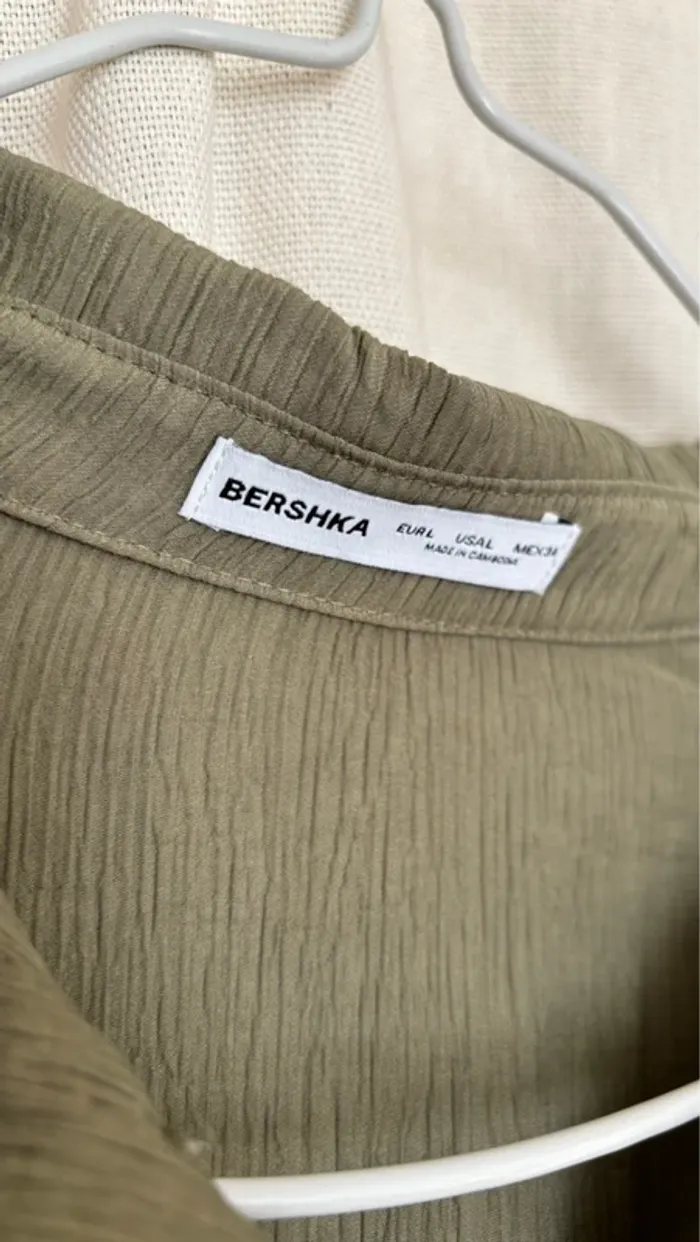 BERSHKA
EUR L USA L MEX 34
MADE IN CAMBODIA